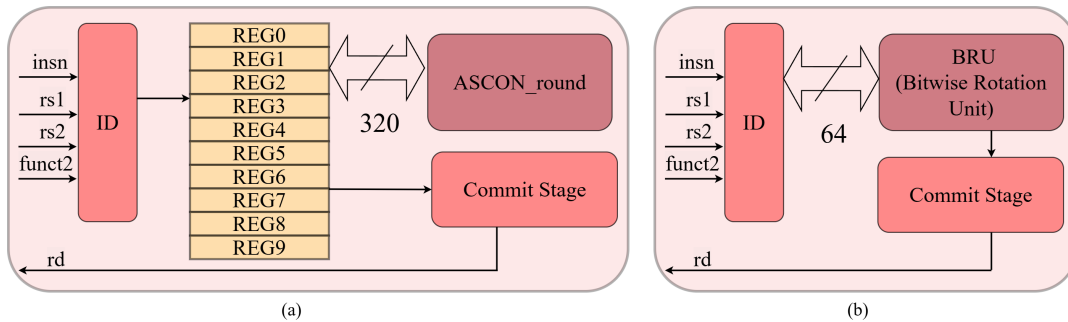 insn
rs1
rs2
funct2
ID
REG0
REG1
REG2
REG3
REG4
REG5
REG6
REG7
REG8
REG9
320
ASCON_round
Commit Stage
rd
(a)
insn
rs1
rs2
funct2
ID
64
BRU
(Bitwise Rotation
Unit)
Commit Stage
rd
(b)